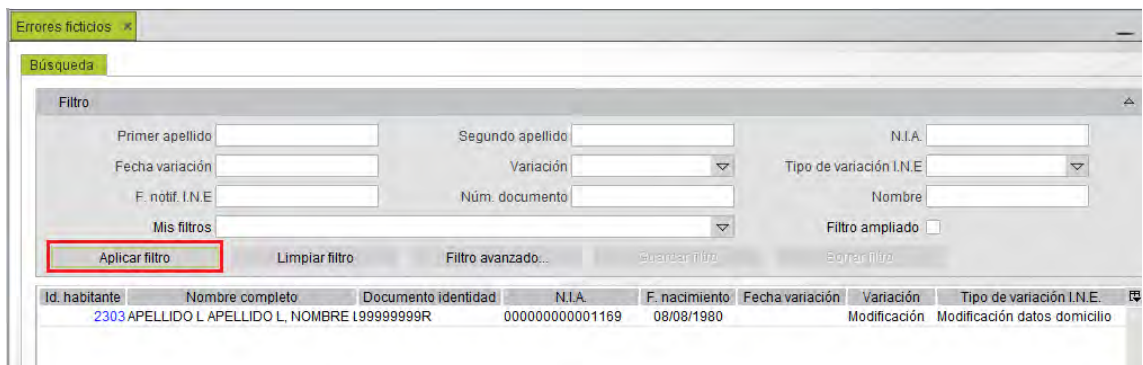 Errores ficticios
Búsqueda
Filtro
Primer apellido Segundo apellido N.I.A.
Fecha variación Variación Tipo de variación I.N.E
F. notif. I.N.E Núm. documento Nombre
Mis filtros Filtro ampliado
Aplicar filtro Limpiar filtro Filtro avanzado... Guardar filtro Borrar filtro
Id. habitante Nombre completo Documento identidad N.I.A. F. nacimiento Fecha variación Variación Tipo de variación I.N.E.
2303 APELLIDO L APELLIDO L, NOMBRE L 99999999R 000000000001169 08/08/1980 Modificación Modificación datos domicilio